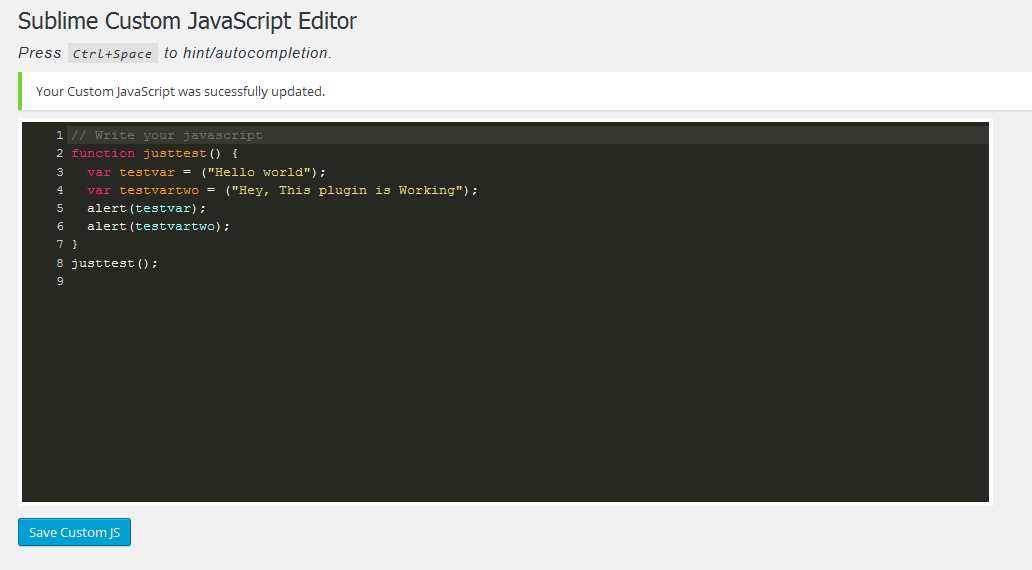 Sublime Custom JavaScript Editor
Press Ctrl+Space to hint/autocompletion.
Your Custom JavaScript was sucessfully updated.
1 // Write your javascript
2 function justtest() {
3   var testvar = ("Hello world");
4   var testvartwo = ("Hey, This plugin is Working");
5   alert(testvar);
6   alert(testvartwo);
7 }
8 justtest();
9
Save Custom JS